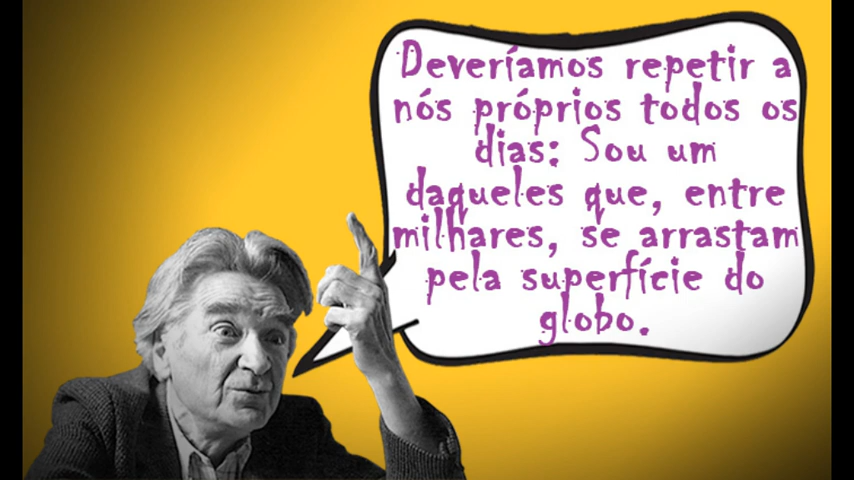 Deveríamos repetir a
nós próprios todos os
dias: Sou um
daqueles que, entre
milhares, se arrastam
pela superfície do
globo.